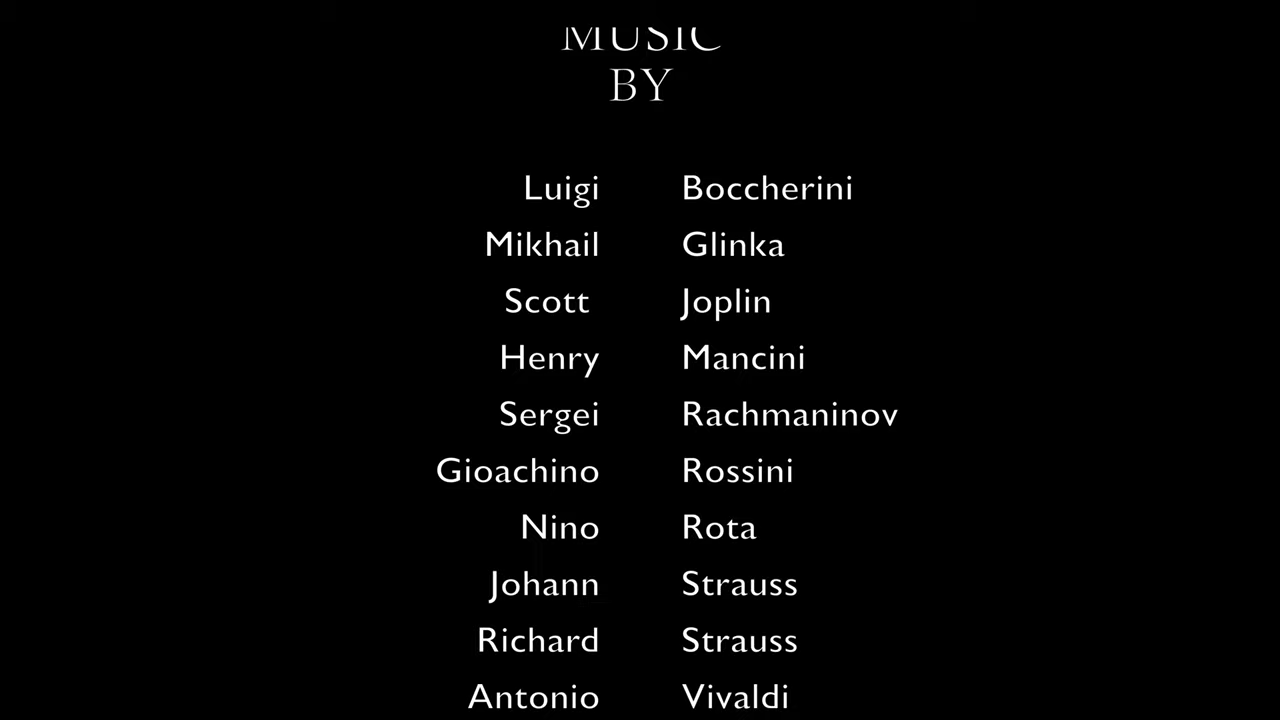 MUSIC
BY
Luigi Boccherini
Mikhail Glinka
Scott Joplin
Henry Mancini
Sergei Rachmaninov
Gioachino Rossini
Nino Rota
Johann Strauss
Richard Strauss
Antonio Vivaldi